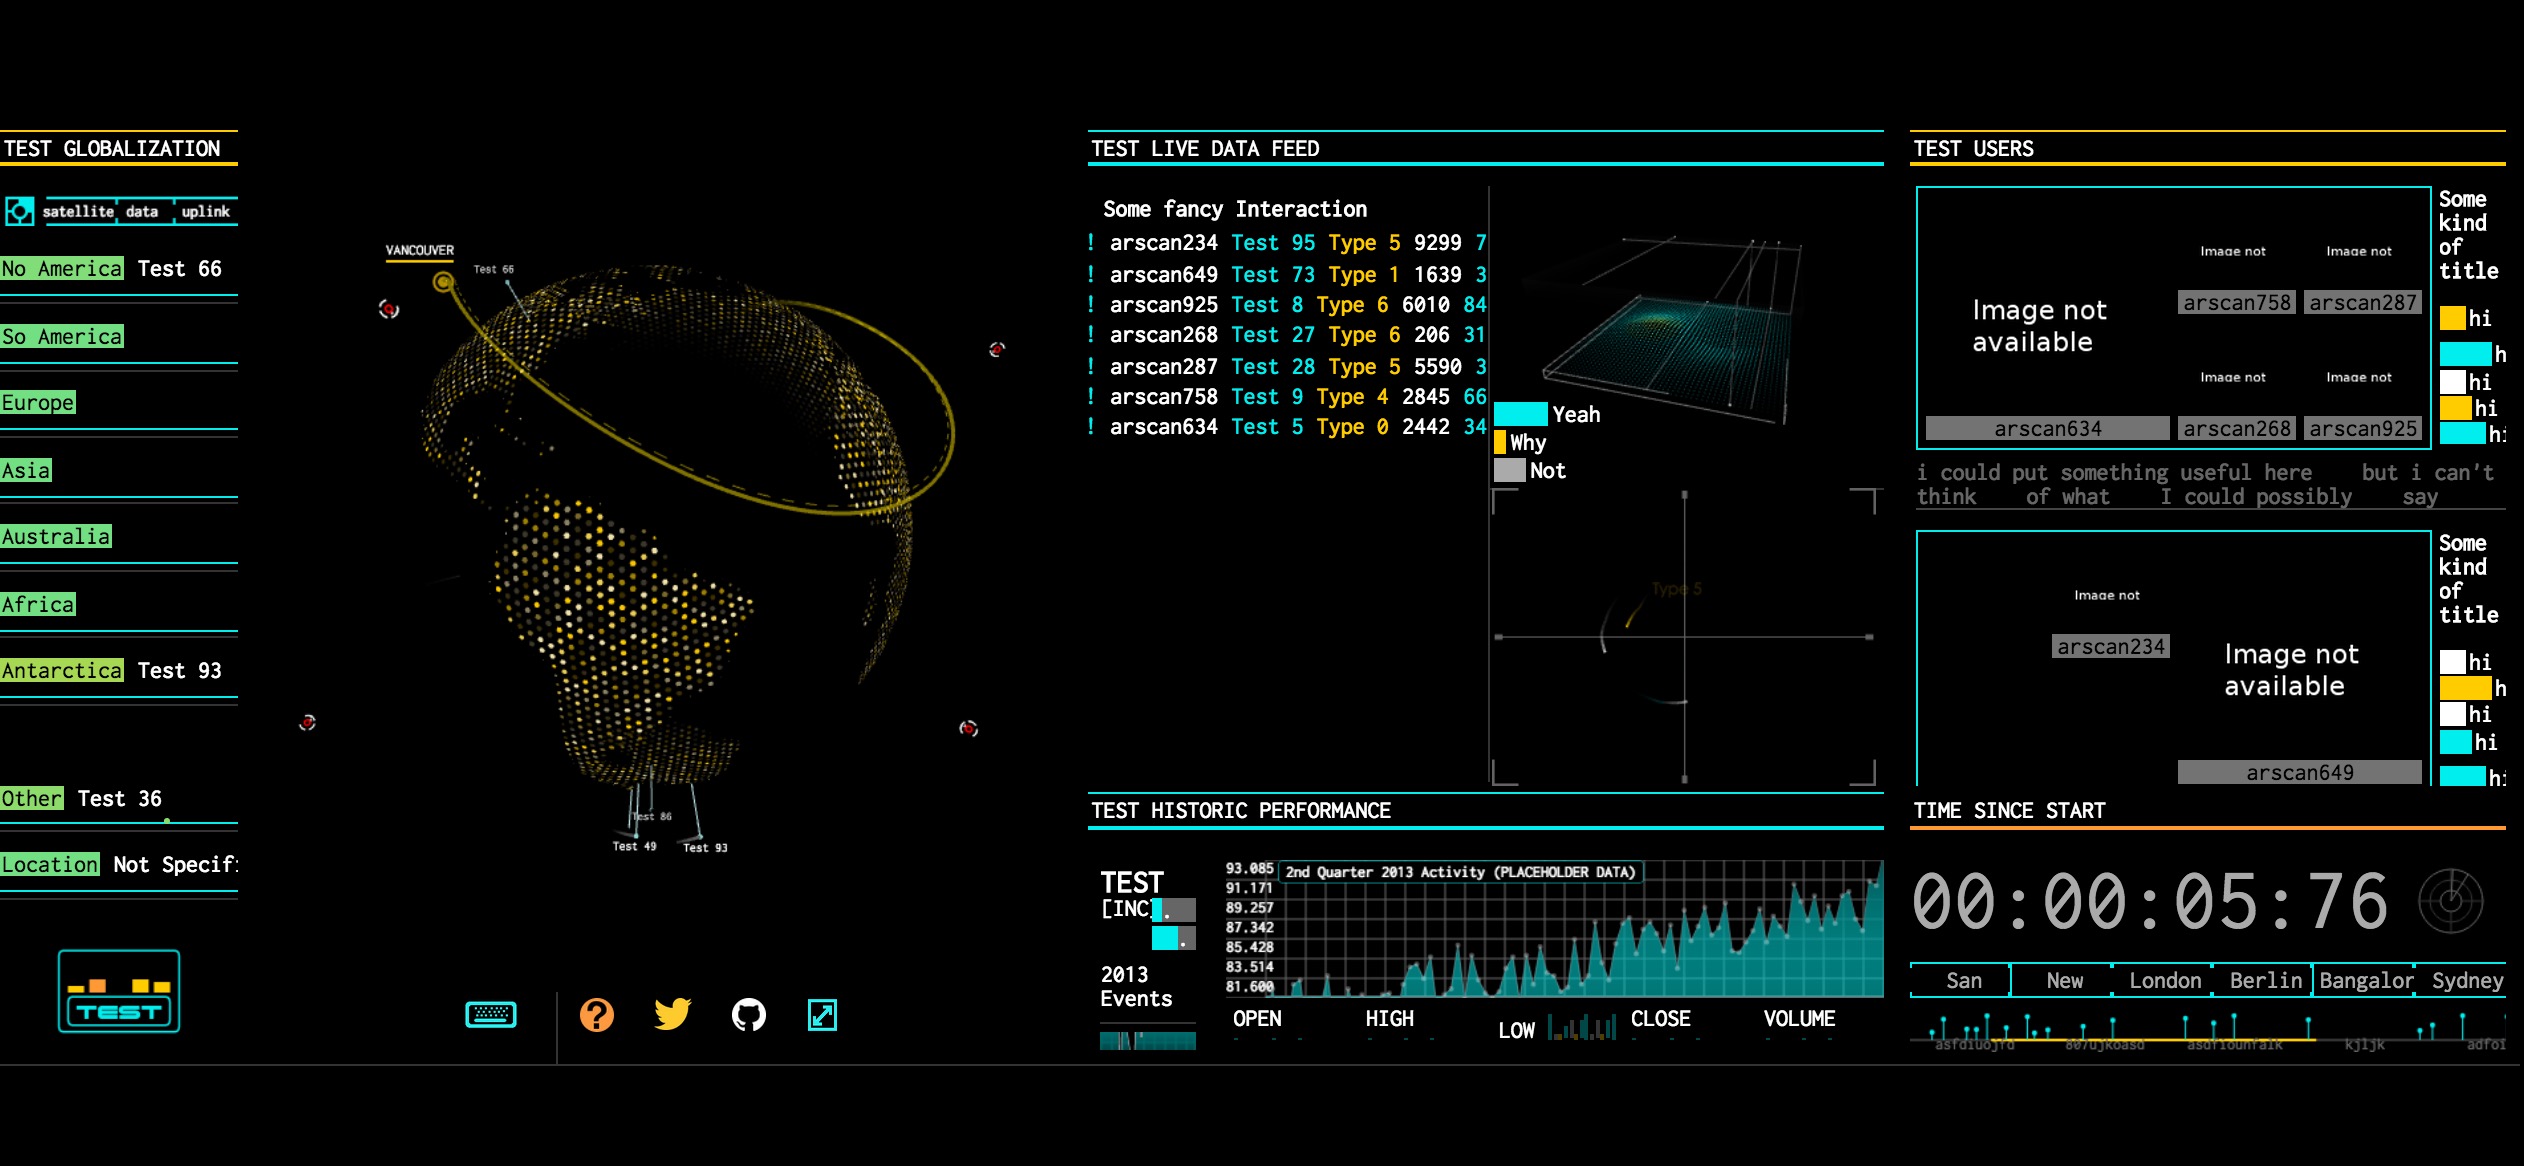 TEST GLOBALIZATION
satellite data uplink
No America Test 66
So America
Europe
Asia
Australia
Africa
Antarctica Test 93
Other Test 36
Location Not Specif
TEST
VANCOUVER
Test 66
Test 86
Test 49 Test 93
TEST LIVE DATA FEED
Some fancy Interaction
! arscan234 Test 95 Type 5 9299 7
! arscan649 Test 73 Type 1 1639 3
! arscan925 Test 8 Type 6 6010 84
! arscan268 Test 27 Type 6 206 31
! arscan287 Test 28 Type 5 5590 3
! arscan758 Test 9 Type 4 2845 66
! arscan634 Test 5 Type 0 2442 34
Yeah
Why
Not
Type 5
TEST HISTORIC PERFORMANCE
TEST
[INC
2013
Events
2nd Quarter 2013 Activity (PLACEHOLDER DATA)
93.085
91.171
89.257
87.342
85.428
83.514
81.600
OPEN HIGH LOW CLOSE VOLUME
TEST USERS
Image not
available
arscan634
Image not
arscan758
Image not
arscan287
Image not
arscan268
Image not
arscan925
Some
kind
of
title
hi
h
hi
hi
hi
i could put something useful here but i can't
think of what I could possibly say
Image not
arscan234
Image not
available
arscan649
Some
kind
of
title
hi
h
hi
hi
hi
TIME SINCE START
00:00:05:76
San New London Berlin Bangalor Sydney
asfdiuojfd 807ujkoasd asdfiounfalk kjljk adfoi